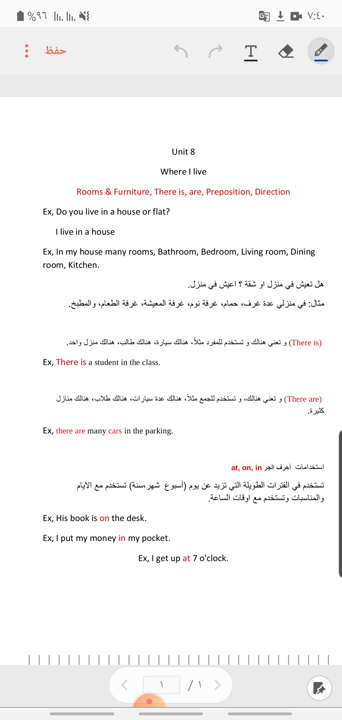 %٩٦ ٧:٤٠
حفظ T
Unit 8
Where I live
Rooms & Furniture, There is, are, Preposition, Direction
Ex, Do you live in a house or flat?
I live in a house
Ex, In my house many rooms, Bathroom, Bedroom, Living room, Dining
room, Kitchen.
هل تعيش في منزل او شقة ؟ اعيش في منزل.
مثال: في منزلي عدة غرف، حمام، غرفة نوم، غرفة المعيشة، غرفة الطعام، والمطبخ.
(There is) و تعني هنالك و تستخدم للمفرد مثلاً، هنالك سيارة، هنالك طالب، هنالك منزل واحد.
Ex, There is a student in the class.
(There are) و تعني هنالك، و تستخدم للجمع مثلاً، هنالك عدة سيارات، هنالك طلاب، هنالك منازل
كثيرة.
Ex, there are many cars in the parking.
استخدامات أحرف الجر at, on, in
تستخدم في الفترات الطويلة التي تزيد عن يوم (أسبوع شهر،سنة) تستخدم مع الايام
والمناسبات وتستخدم مع اوقات الساعة.
Ex, His book is on the desk.
Ex, I put my money in my pocket.
Ex, I get up at 7 o'clock.
١ / ١